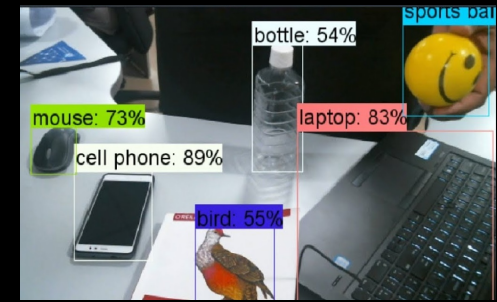 sports bal
bottle: 54%
mouse: 73%
laptop: 83%
cell phone: 89%
bird: 55%